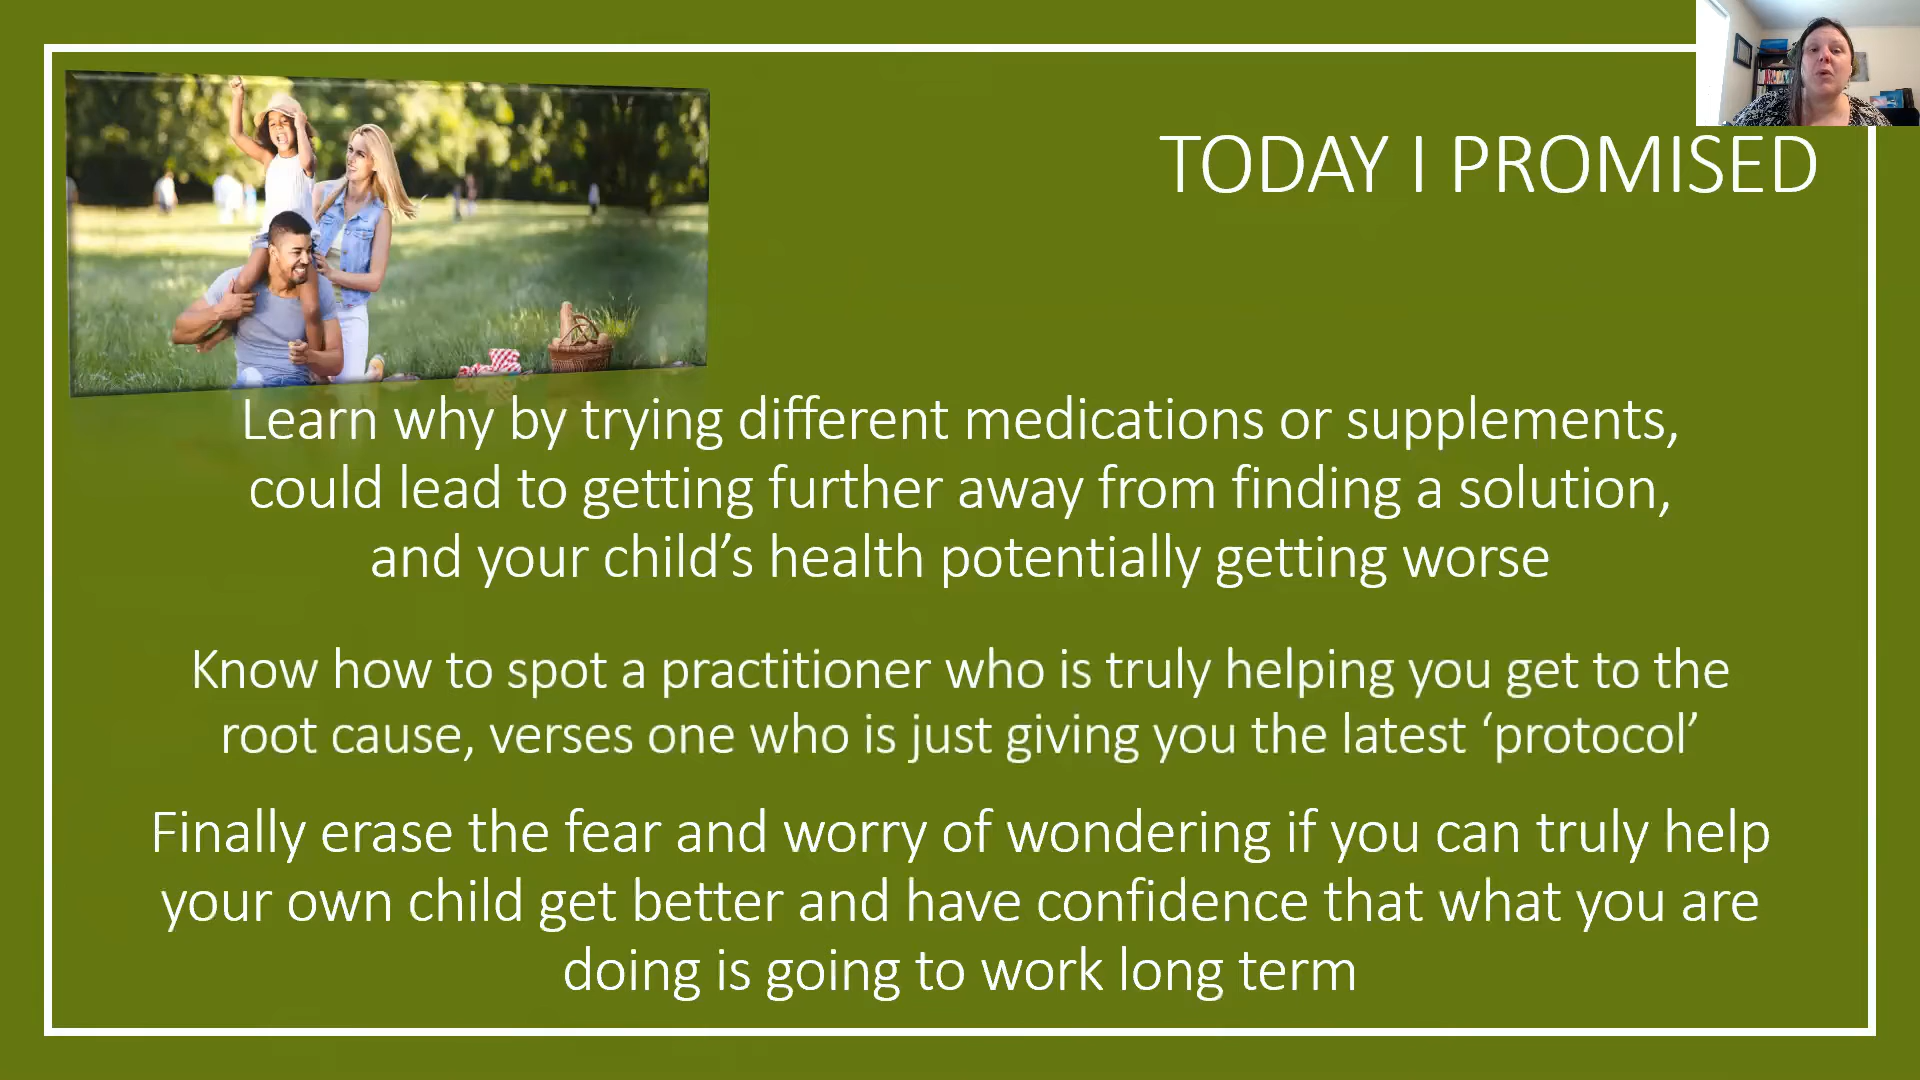 TODAY I PROMISED
Learn why by trying different medications or supplements,
could lead to getting further away from finding a solution,
and your child’s health potentially getting worse
Know how to spot a practitioner who is truly helping you get to the
root cause, verses one who is just giving you the latest ‘protocol’
Finally erase the fear and worry of wondering if you can truly help
your own child get better and have confidence that what you are
doing is going to work long term